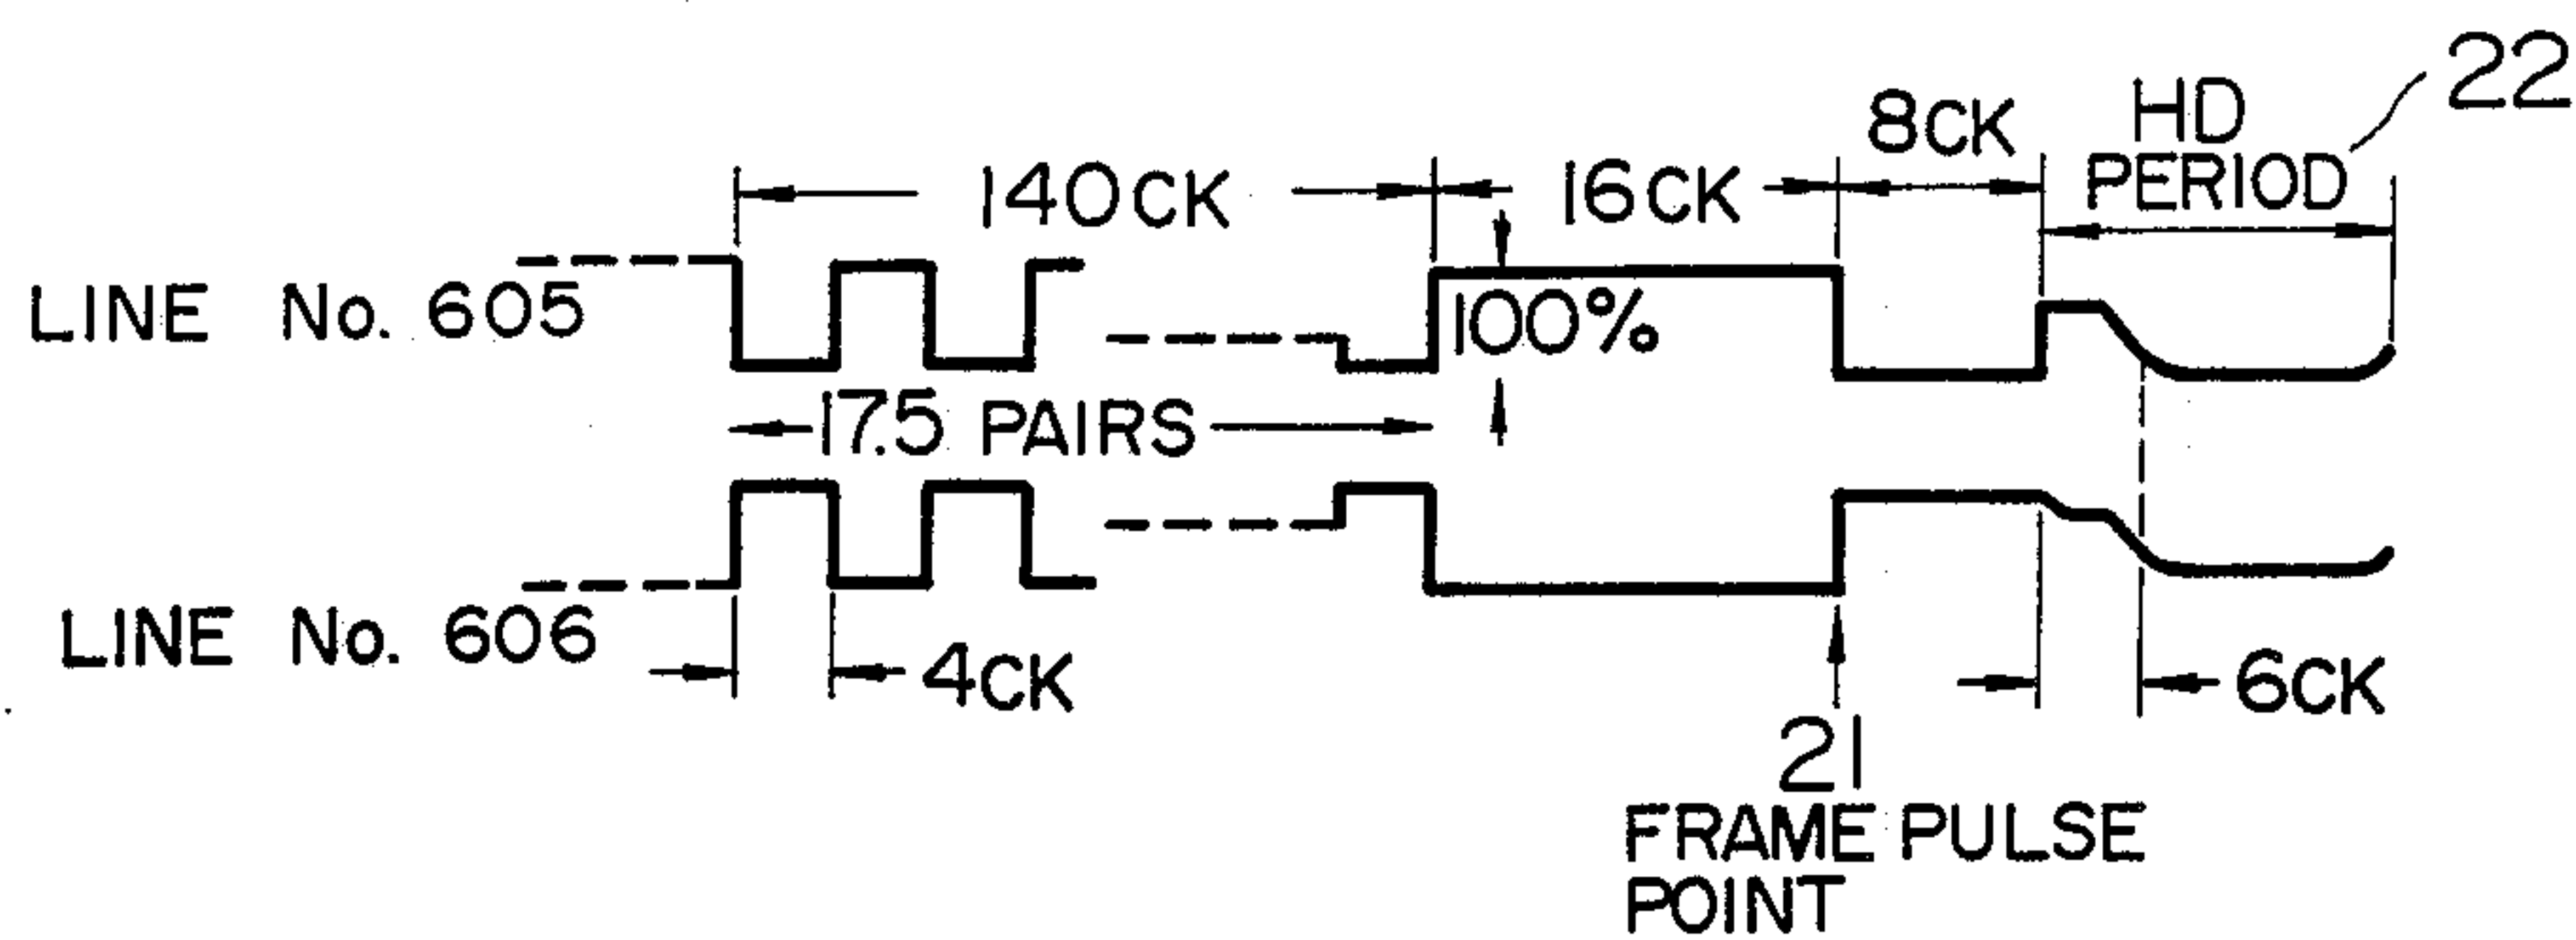 22
HD
PERIOD
8CK
16CK
140CK
LINE No. 605
100%
17.5 PAIRS
LINE No. 606
4CK
6CK
21
FRAME PULSE
POINT